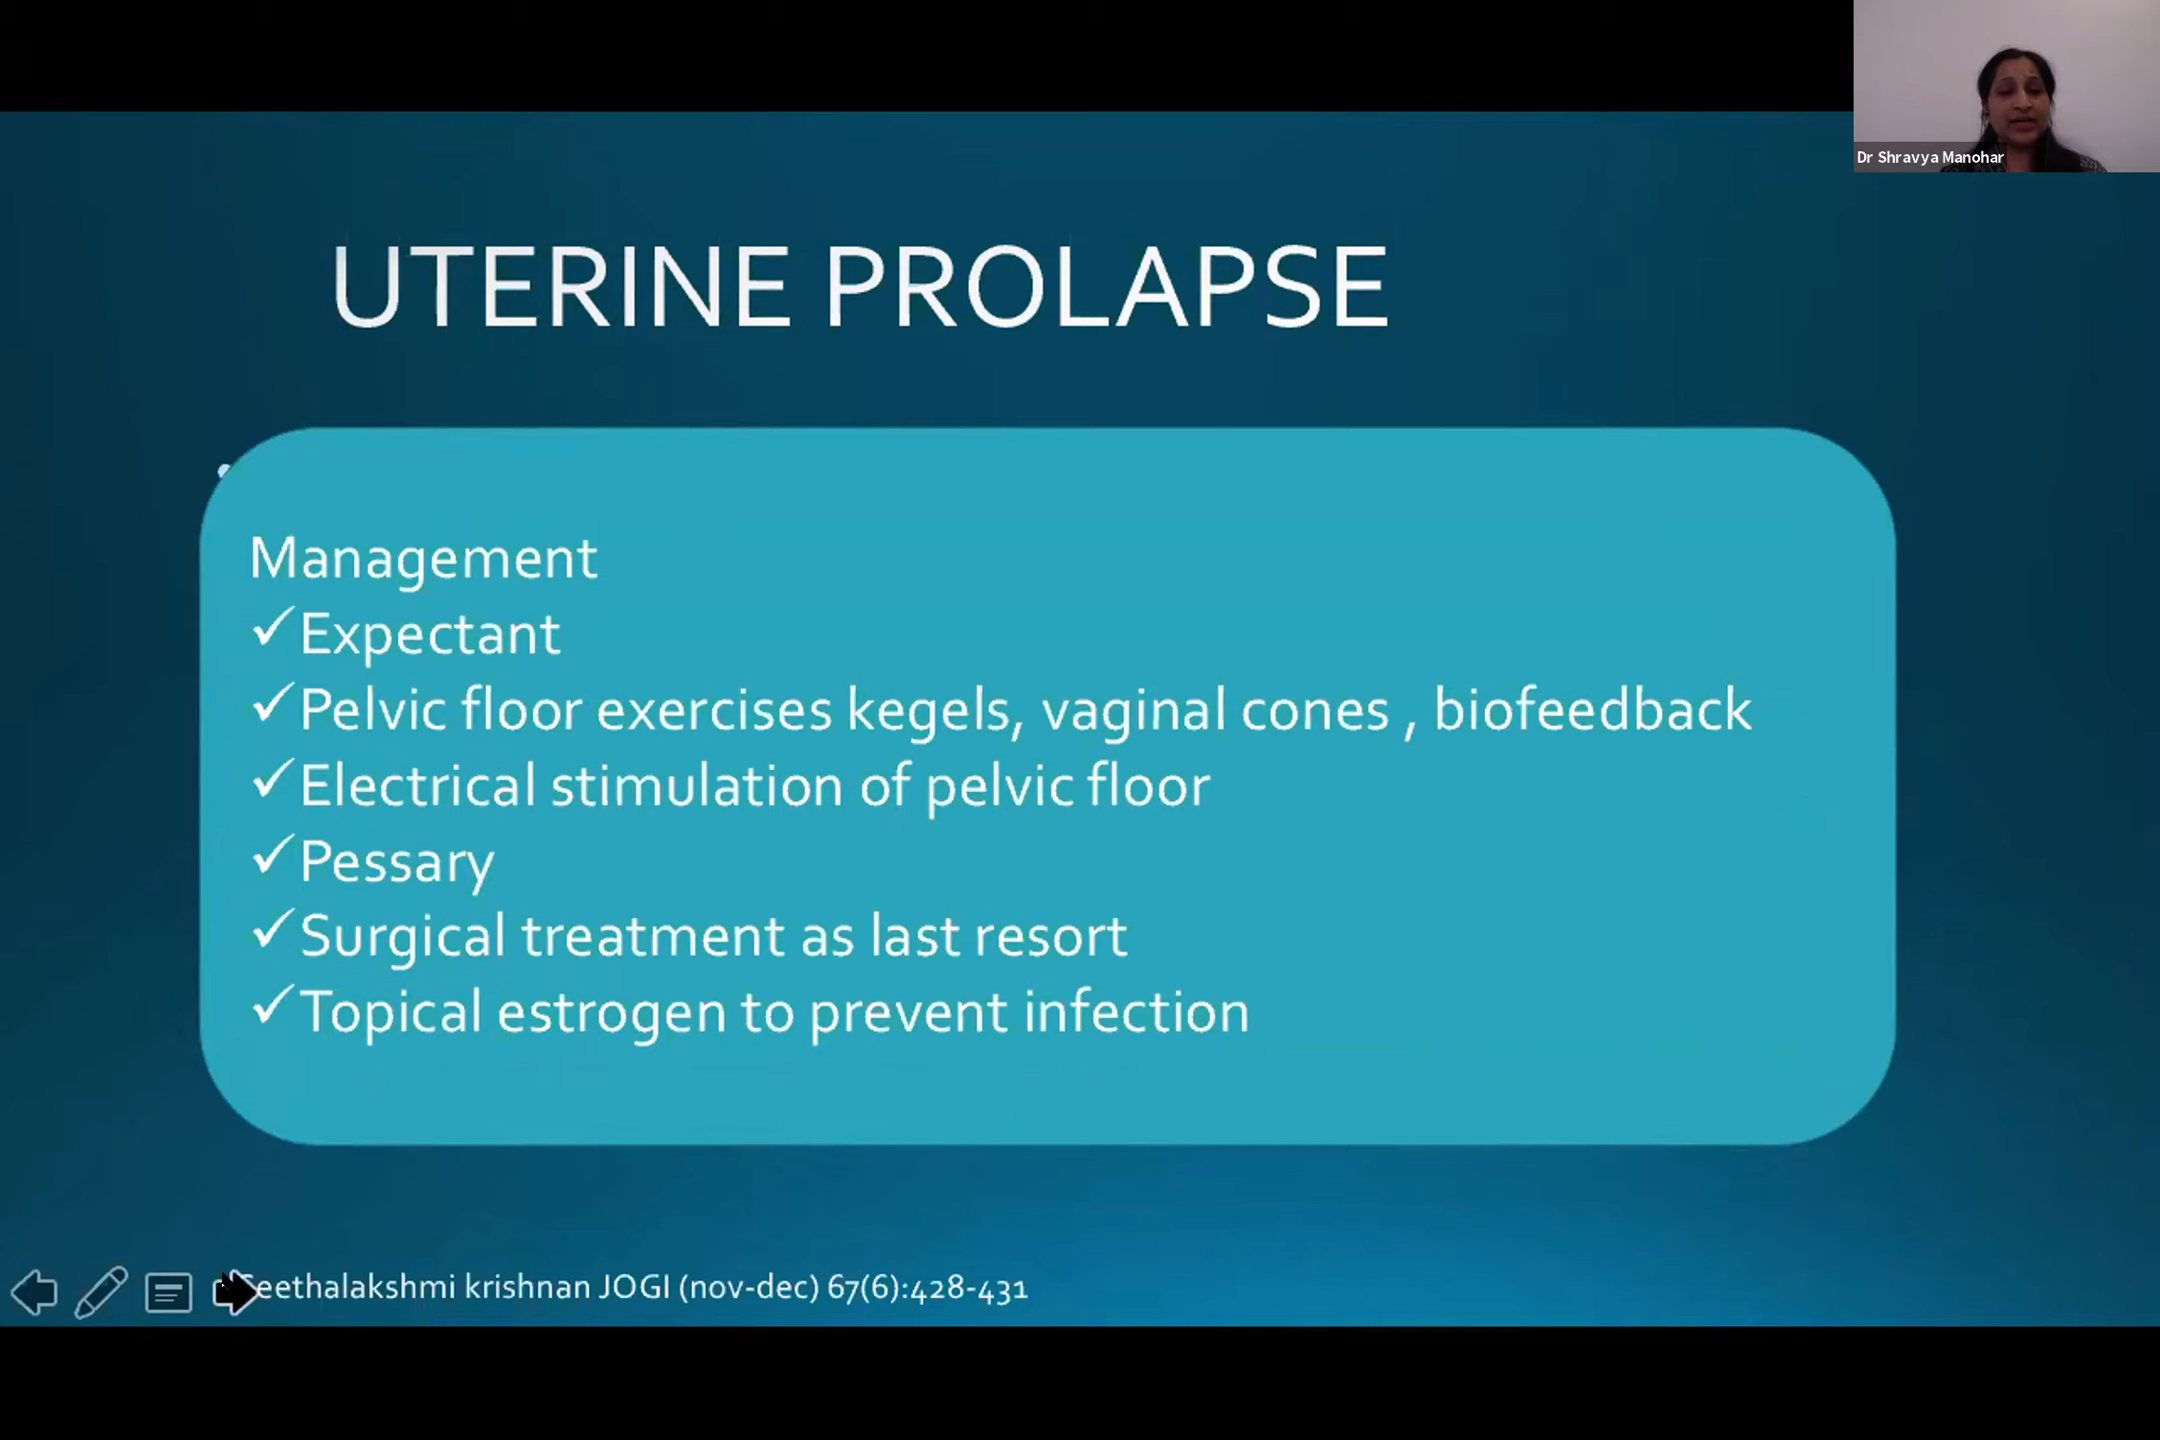 Dr Shravya Manohar
UTERINE PROLAPSE
Management
✓Expectant
✓Pelvic floor exercises kegels, vaginal cones , biofeedback
✓Electrical stimulation of pelvic floor
✓Pessary
✓Surgical treatment as last resort
✓Topical estrogen to prevent infection
Seethalakshmi krishnan JOGI (nov-dec) 67(6):428-431